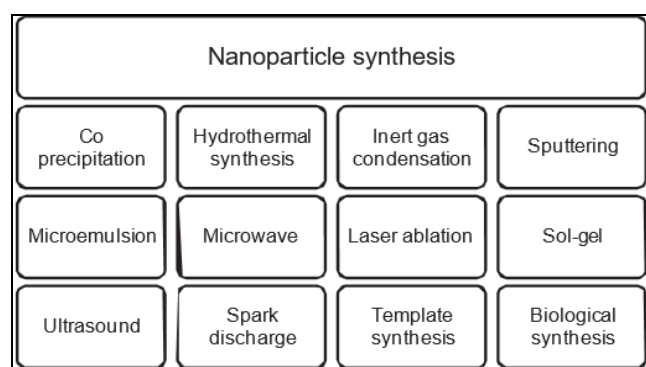 Nanoparticle synthesis
Co
precipitation
Hydrothermal
synthesis
Inert gas
condensation
Sputtering
Microemulsion
Microwave
Laser ablation
Sol-gel
Ultrasound
Spark
discharge
Template
synthesis
Biological
synthesis